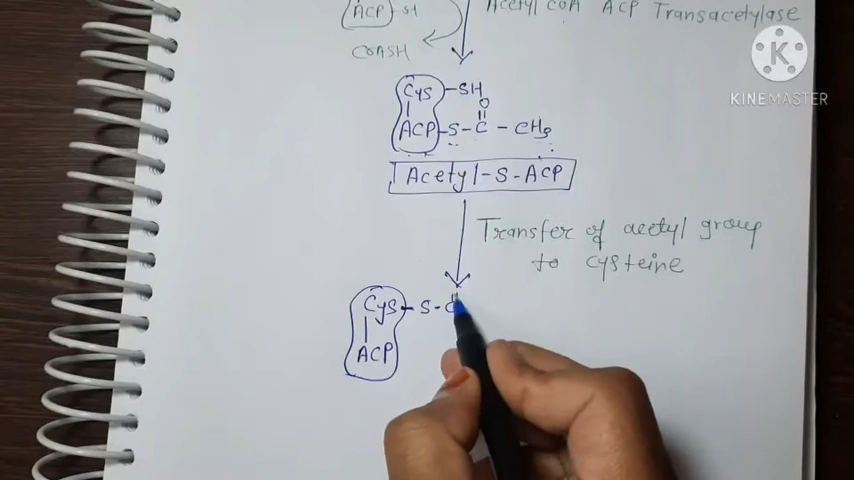 ACP
Acetyl COA ACP Transacetylase
COASH
KINEMASTER
Cys -SH
O
ACP -S-C-CH3
Acetyl-S-ACP
Transfer of acetyl group
to cysteine
Cys -S-C
ACP